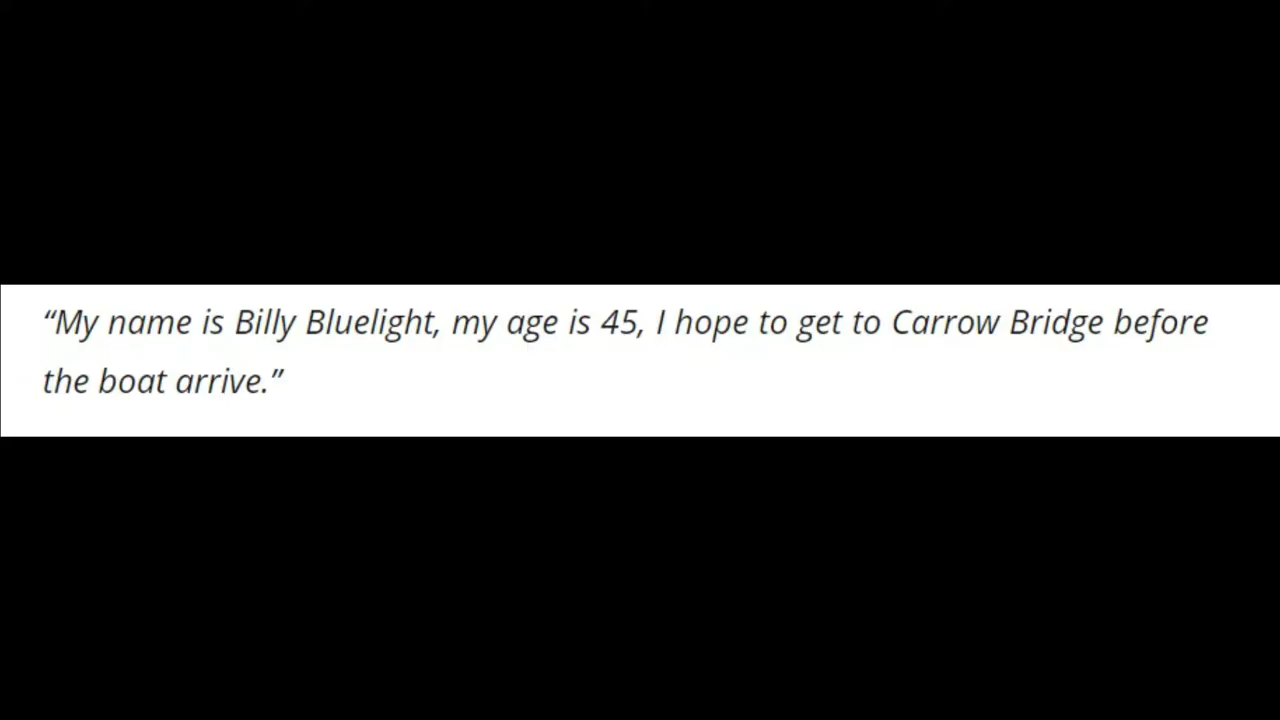 “My name is Billy Bluelight, my age is 45, I hope to get to Carrow Bridge before
the boat arrive.”